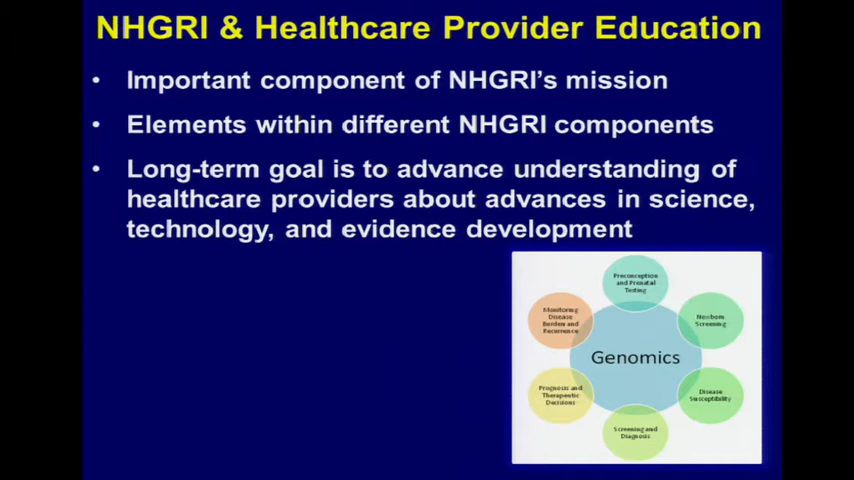 NHGRI & Healthcare Provider Education
• Important component of NHGRI's mission
• Elements within different NHGRI components
• Long-term goal is to advance understanding of
healthcare providers about advances in science,
technology, and evidence development
Preconception
and Prenatal
Testing
Monitoring
Disease
Burden and
Recurrence
Newborn
Screening
Genomics
Prognosis and
Therapeutic
Decisions
Disease
Susceptibility
Screening and
Diagnosis